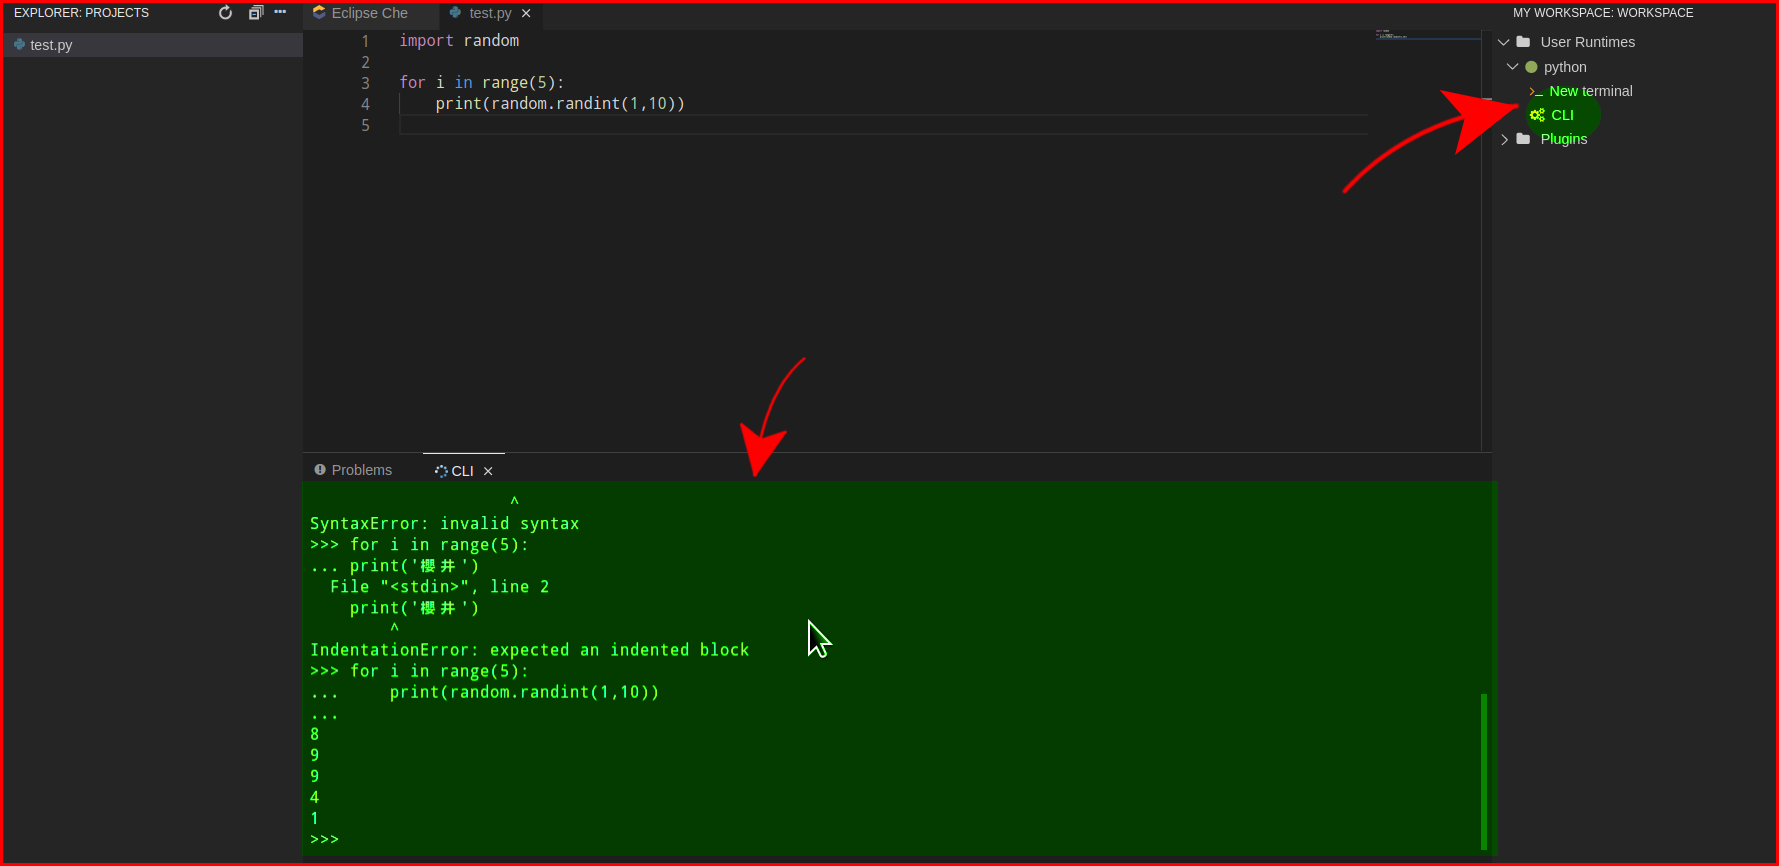 EXPLORER: PROJECTS
test.py
Eclipse Che
test.py
1 import random
2
3 for i in range(5):
4     print(random.randint(1,10))
5
MY WORKSPACE: WORKSPACE
User Runtimes
python
>_ New terminal
CLI
Plugins
Problems
CLI
^
SyntaxError: invalid syntax
>>> for i in range(5):
... print('櫻井')
  File "<stdin>", line 2
    print('櫻井')
        ^
IndentationError: expected an indented block
>>> for i in range(5):
...     print(random.randint(1,10))
...
8
9
9
4
1
>>>